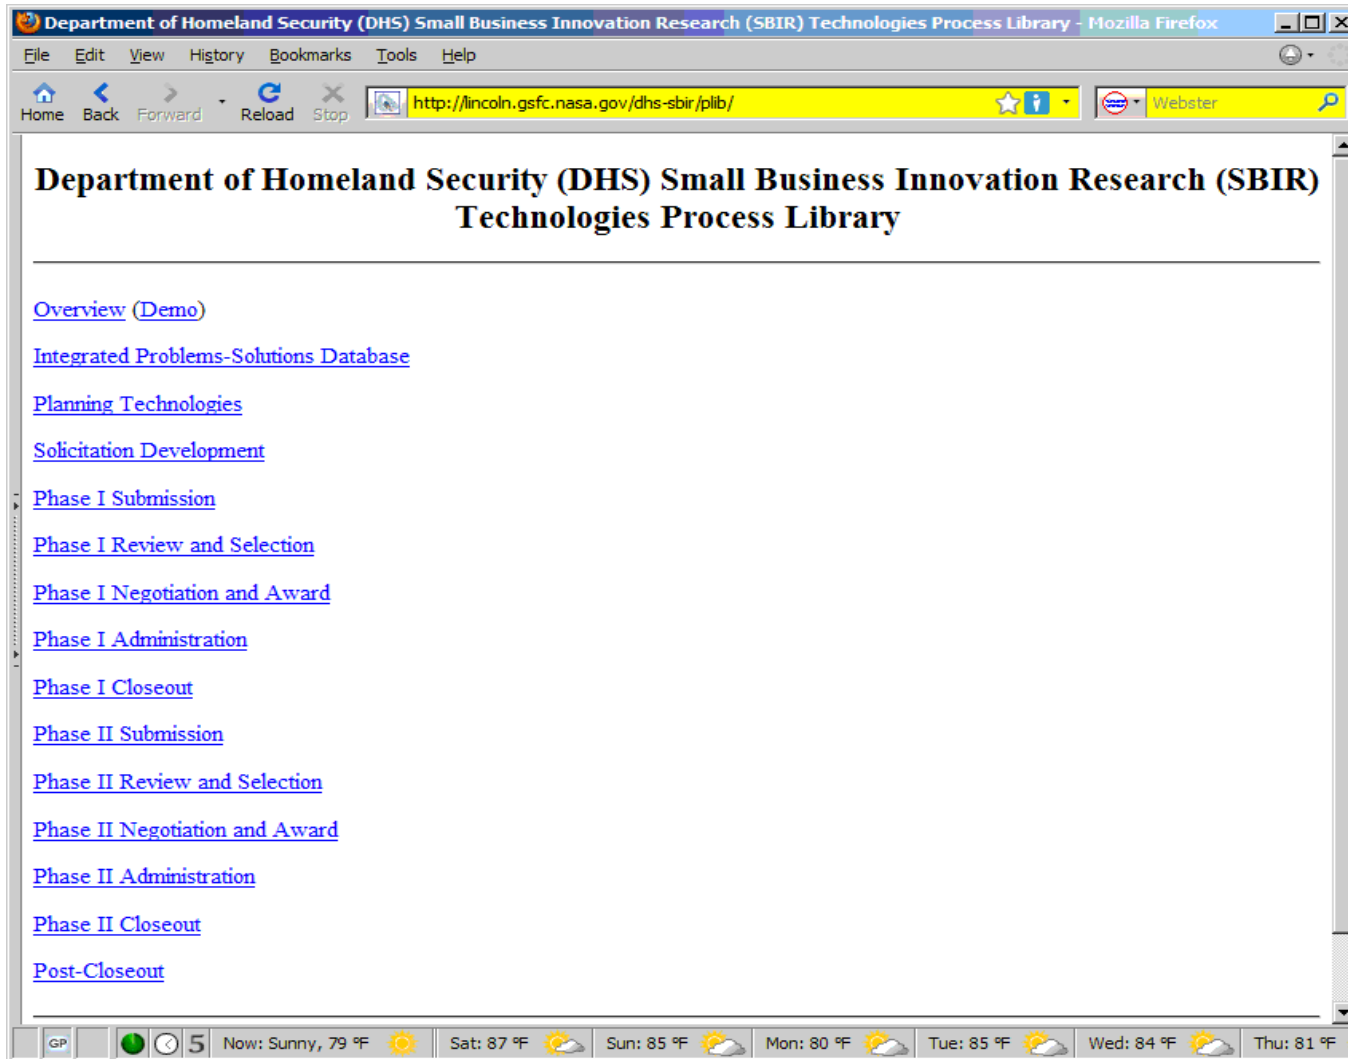 Department of Homeland Security (DHS) Small Business Innovation Research (SBIR) Technologies Process Library - Mozilla Firefox
File Edit View History Bookmarks Tools Help
Home Back Forward Reload Stop http://lincoln.gsfc.nasa.gov/dhs-sbir/plib/ Webster
Department of Homeland Security (DHS) Small Business Innovation Research (SBIR)
Technologies Process Library
Overview (Demo)
Integrated Problems-Solutions Database
Planning Technologies
Solicitation Development
Phase I Submission
Phase I Review and Selection
Phase I Negotiation and Award
Phase I Administration
Phase I Closeout
Phase II Submission
Phase II Review and Selection
Phase II Negotiation and Award
Phase II Administration
Phase II Closeout
Post-Closeout
GP 5 Now: Sunny, 79 °F Sat: 87 °F Sun: 85 °F Mon: 80 °F Tue: 85 °F Wed: 84 °F Thu: 81 °F